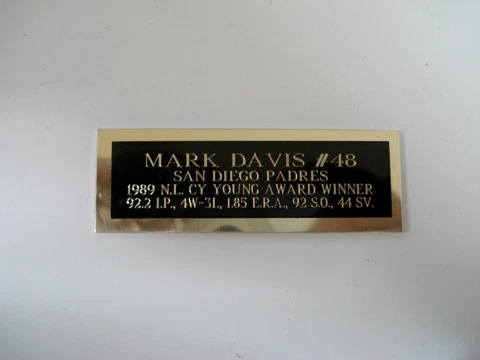 MARK DAVIS #48
SAN DIEGO PADRES
1989 N.L. CY YOUNG AWARD WINNER
92.2 I.P., 4W-3L, 1.85 E.R.A., 92 S.O., 44 SV.